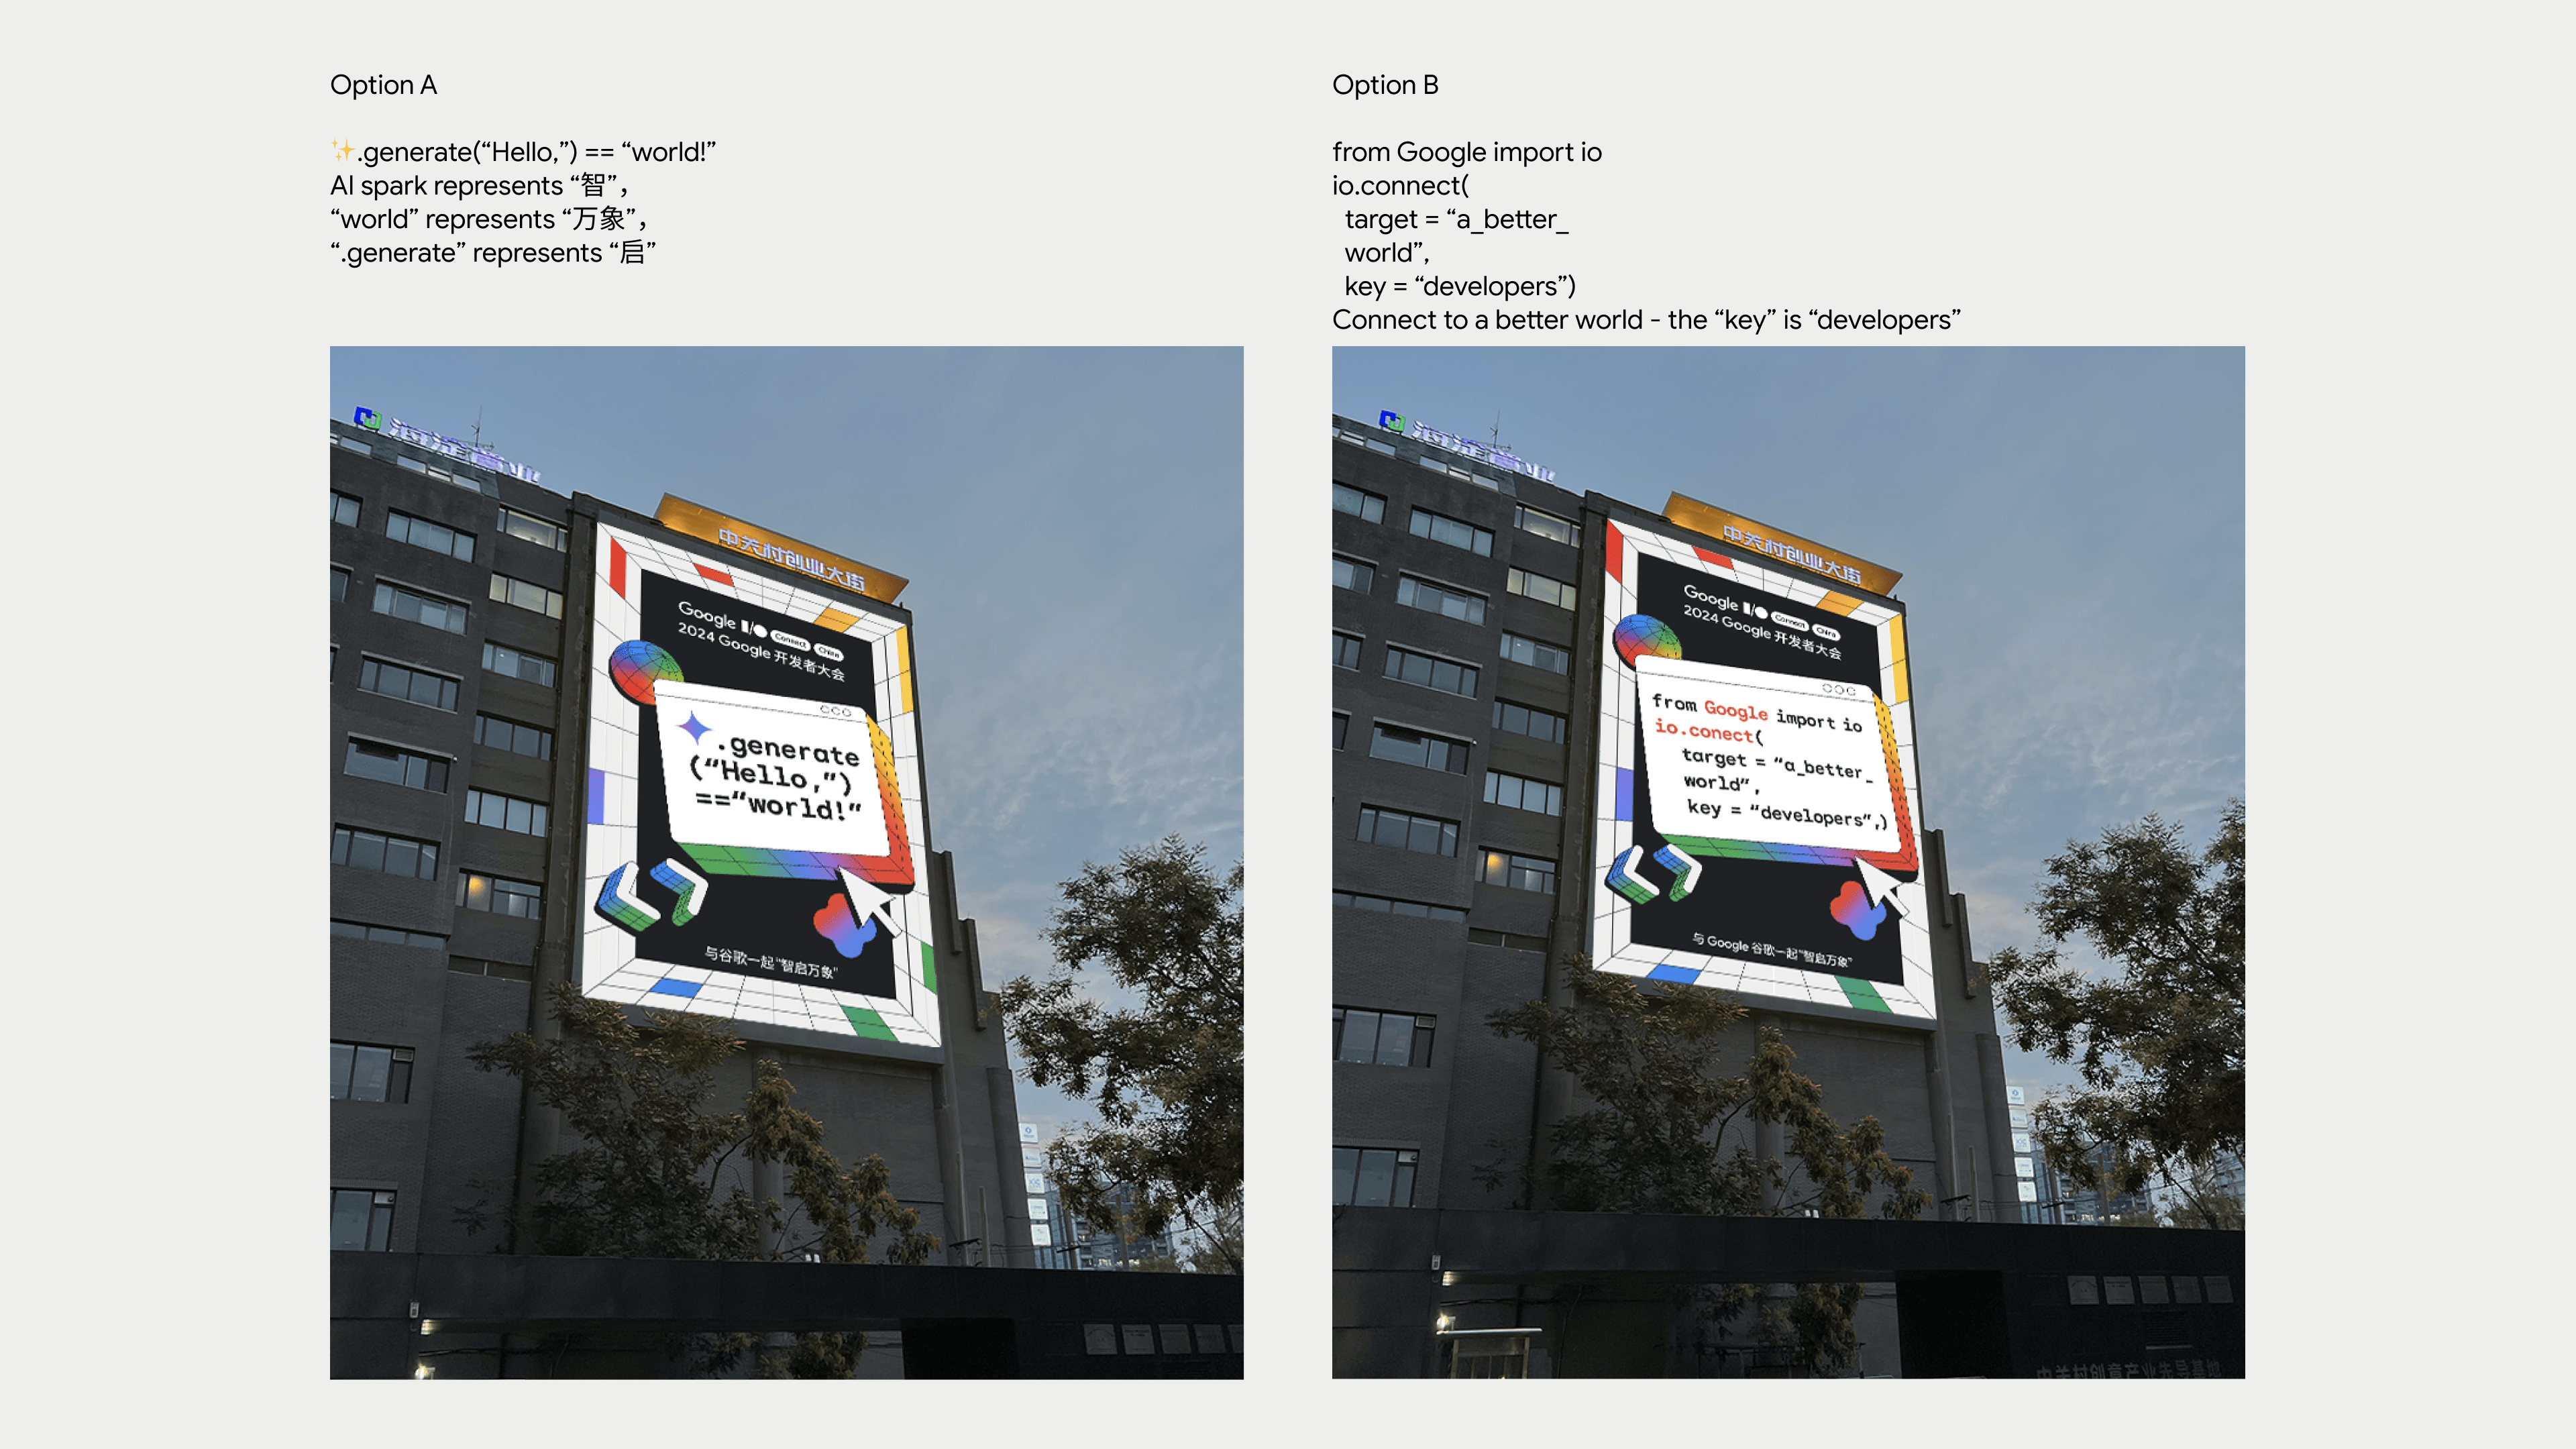 Option A
✨.generate(“Hello,”) == “world!”
AI spark represents “智”，
“world” represents “万象”，
“.generate” represents “启”
海淀置业
中关村创业大街
Google I/O Connect China
2024 Google 开发者大会
.generate
(“Hello,”)
==“world!”
与谷歌一起“智启万象”
Option B
from Google import io
io.connect(
target = “a_better_
world”,
key = “developers”)
Connect to a better world - the “key” is “developers”
海淀置业
中关村创业大街
Google I/O Connect China
2024 Google 开发者大会
from Google import io
io.conect(
target = “a_better_
world”,
key = “developers”,)
与 Google 谷歌一起“智启万象”
中关村创意产业先导基地